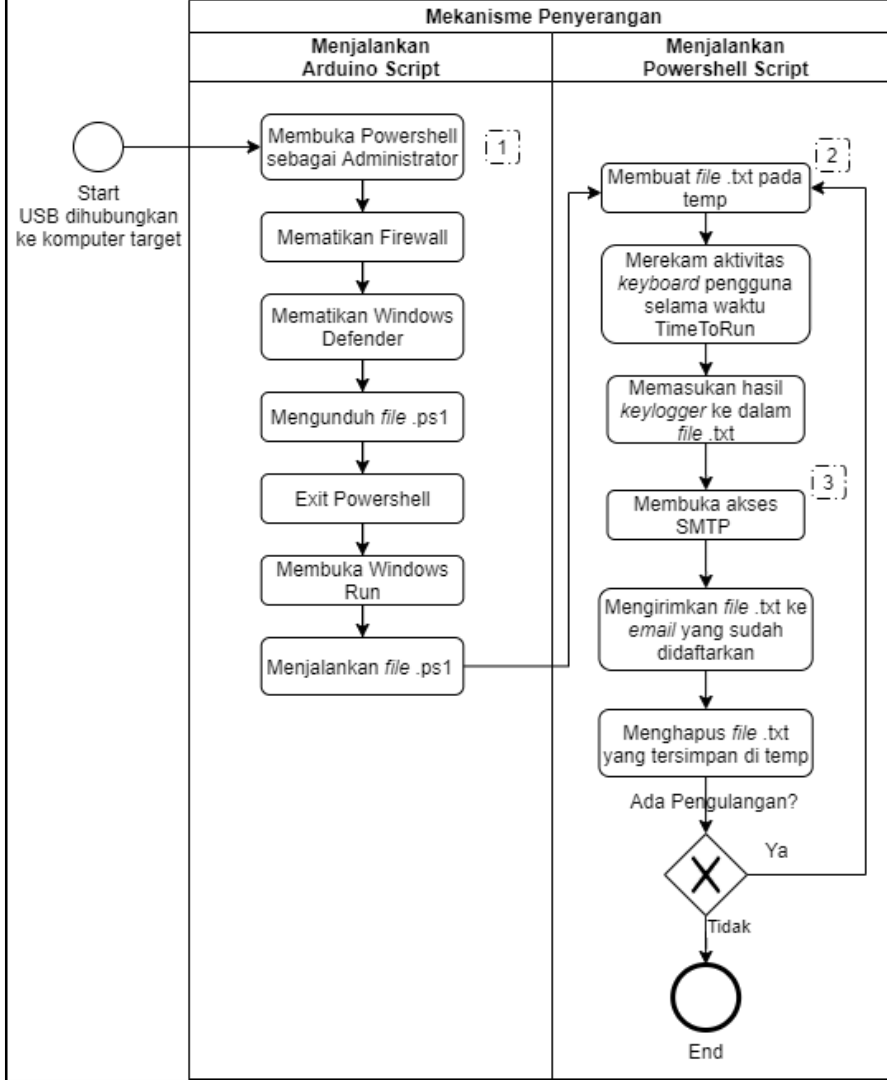 Mekanisme Penyerangan
Menjalankan
Arduino Script
Menjalankan
Powershell Script
Start
USB dihubungkan
ke komputer target
Membuka Powershell
sebagai Administrator
1
Mematikan Firewall
Mematikan Windows
Defender
Mengunduh file .ps1
Exit Powershell
Membuka Windows
Run
Menjalankan file .ps1
2
Membuat file .txt pada
temp
Merekam aktivitas
keyboard pengguna
selama waktu
TimeToRun
Memasukan hasil
keylogger ke dalam
file .txt
3
Membuka akses
SMTP
Mengirimkan file .txt ke
email yang sudah
didaftarkan
Menghapus file .txt
yang tersimpan di temp
Ada Pengulangan?
Ya
X
Tidak
End